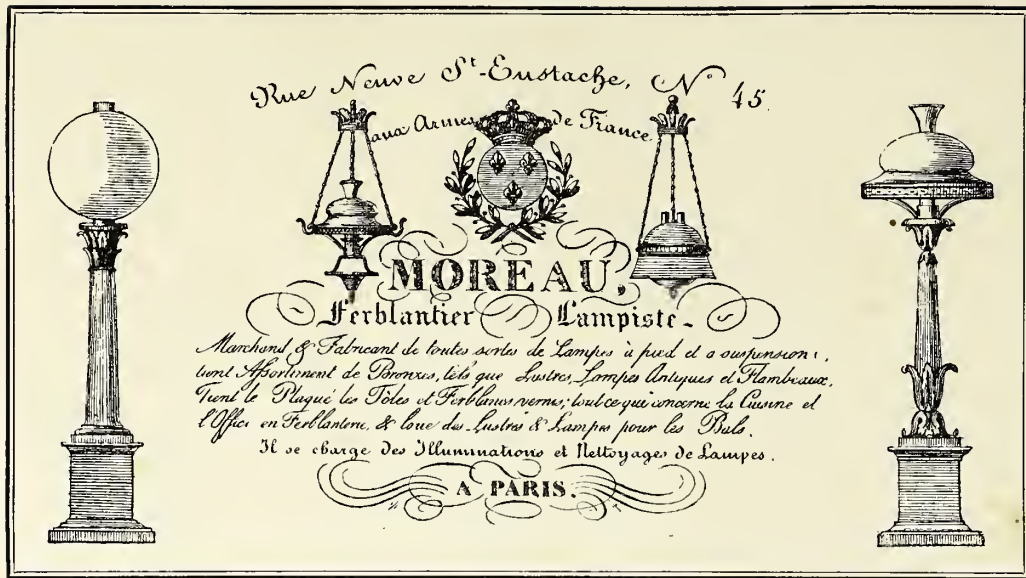 Rue Neuve St-Eustache, No 45.
aux Armes de France
MOREAU,
Ferblantier Lampiste.
Marchand & Fabricant de toutes sortes de Lampes à pied et a suspension,
tient Assortiment de Bronzes, tels que Lustres, Lampes Antiques et Flambeaux,
Tient le Plaqué les Tôles et Ferblancs vernis; tout ce qui concerne la Cuisine et
l'Office en Ferblanterie, & loue des Lustres & Lampes pour les Bals.
Il se charge des Illuminations et Nettoyages de Lampes.
A PARIS.